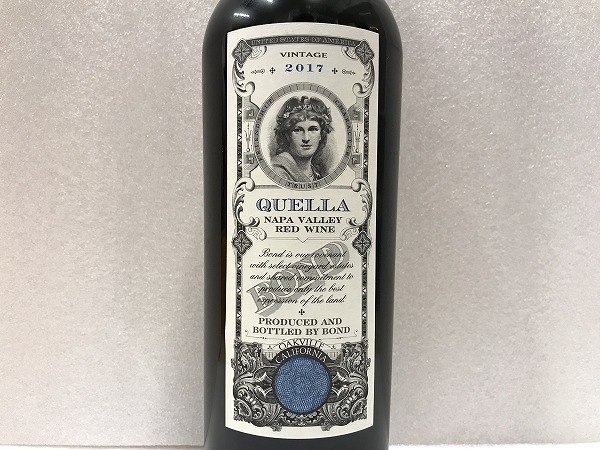 UNITED STATES OF AMERICA
VINTAGE
2017
TRUST
QUELLA
NAPA VALLEY
RED WINE
BOND
Bond is our covenant
with select vineyard estates
and shared commitment to
produce only the best
expression of the land.
PRODUCED AND
BOTTLED BY BOND
OAKVILLE
CALIFORNIA